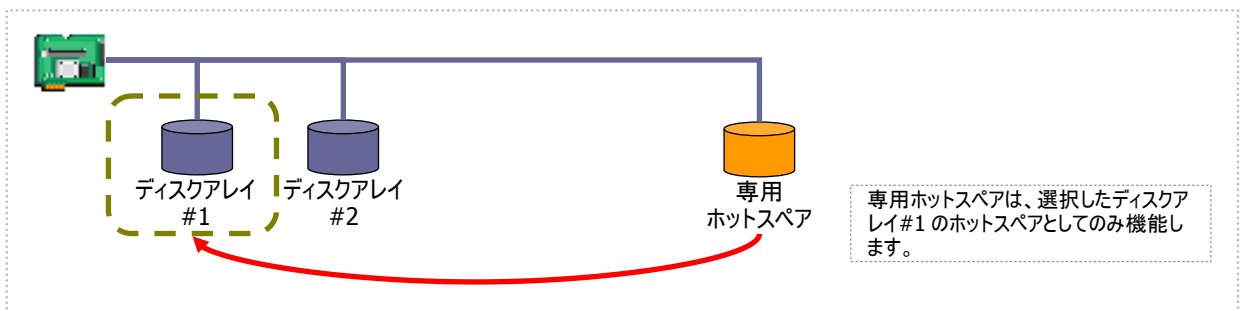 ディスクアレイ
#1
ディスクアレイ
#2
専用
ホットスペア
専用ホットスペアは、選択したディスクア
レイ#1 のホットスペアとしてのみ機能し
ます。